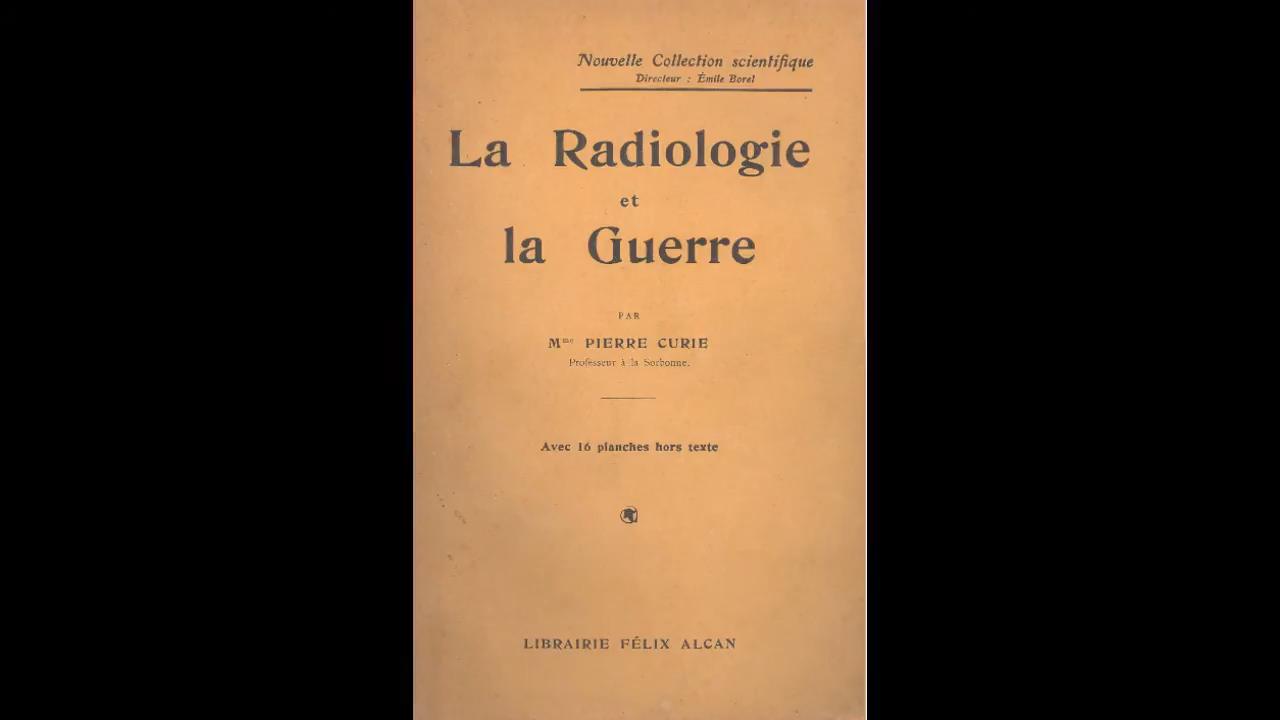 Nouvelle Collection scientifique
Directeur : Émile Borel
La Radiologie
et
la Guerre
PAR
Mme PIERRE CURIE
Professeur à la Sorbonne.
Avec 16 planches hors texte
LIBRAIRIE FÉLIX ALCAN